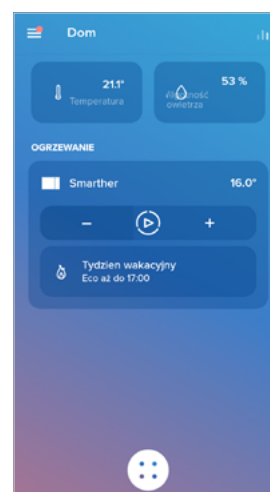 Dom
21.1°
Temperatura
53 %
owietrza
OGRZEWANIE
Smarther
16.0°
−
+
Tydzien wakacyjny
Eco aż do 17:00